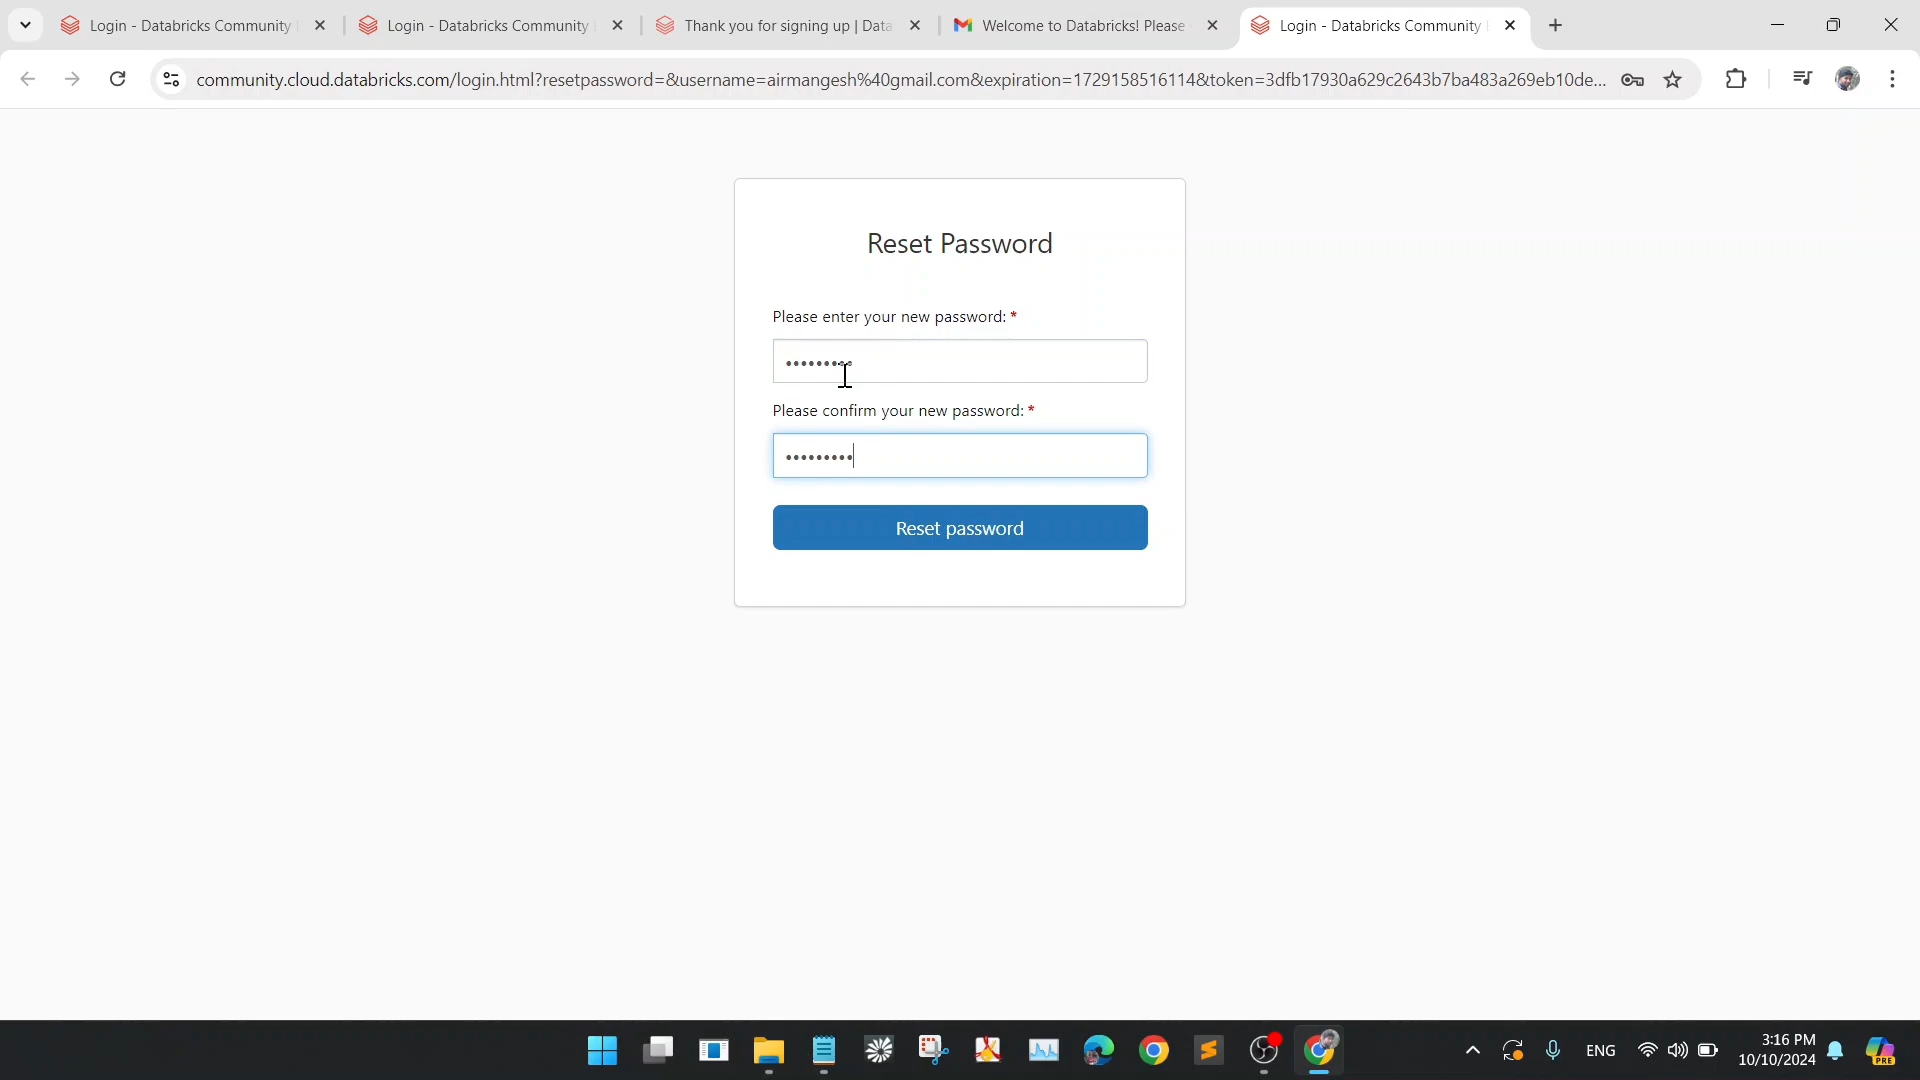 Login - Databricks Community
Login - Databricks Community
Thank you for signing up | Data
Welcome to Databricks! Please
Login - Databricks Community
community.cloud.databricks.com/login.html?resetpassword=&username=airmangesh%40gmail.com&expiration=1729158516114&token=3dfb17930a629c2643b7ba483a269eb10de...
Reset Password
Please enter your new password: *
Please confirm your new password: *
Reset password
ENG
3:16 PM
10/10/2024
PRE